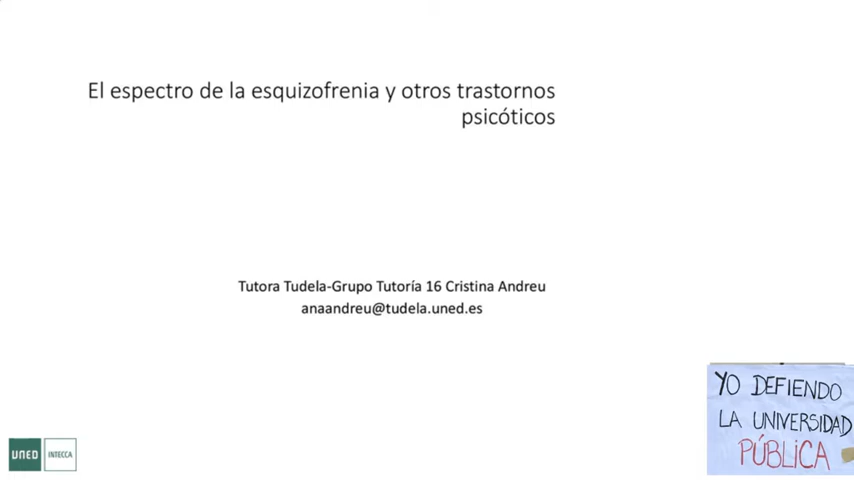 El espectro de la esquizofrenia y otros trastornos
psicóticos
Tutora Tudela-Grupo Tutoría 16 Cristina Andreu
anaandreu@tudela.uned.es
YO DEFIENDO
LA UNIVERSIDAD
PÚBLICA
UNED INTECCA